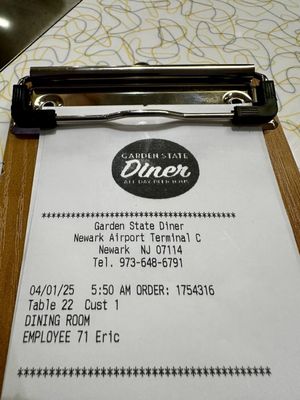 GARDEN STATE
Diner
ALL DAY DELICIOUS
****************************************
Garden State Diner
Newark Airport Terminal C
Newark NJ 07114
Tel. 973-648-6791
04/01/25 5:50 AM ORDER: 1754316
Table 22 Cust 1
DINING ROOM
EMPLOYEE 71 Eric
****************************************